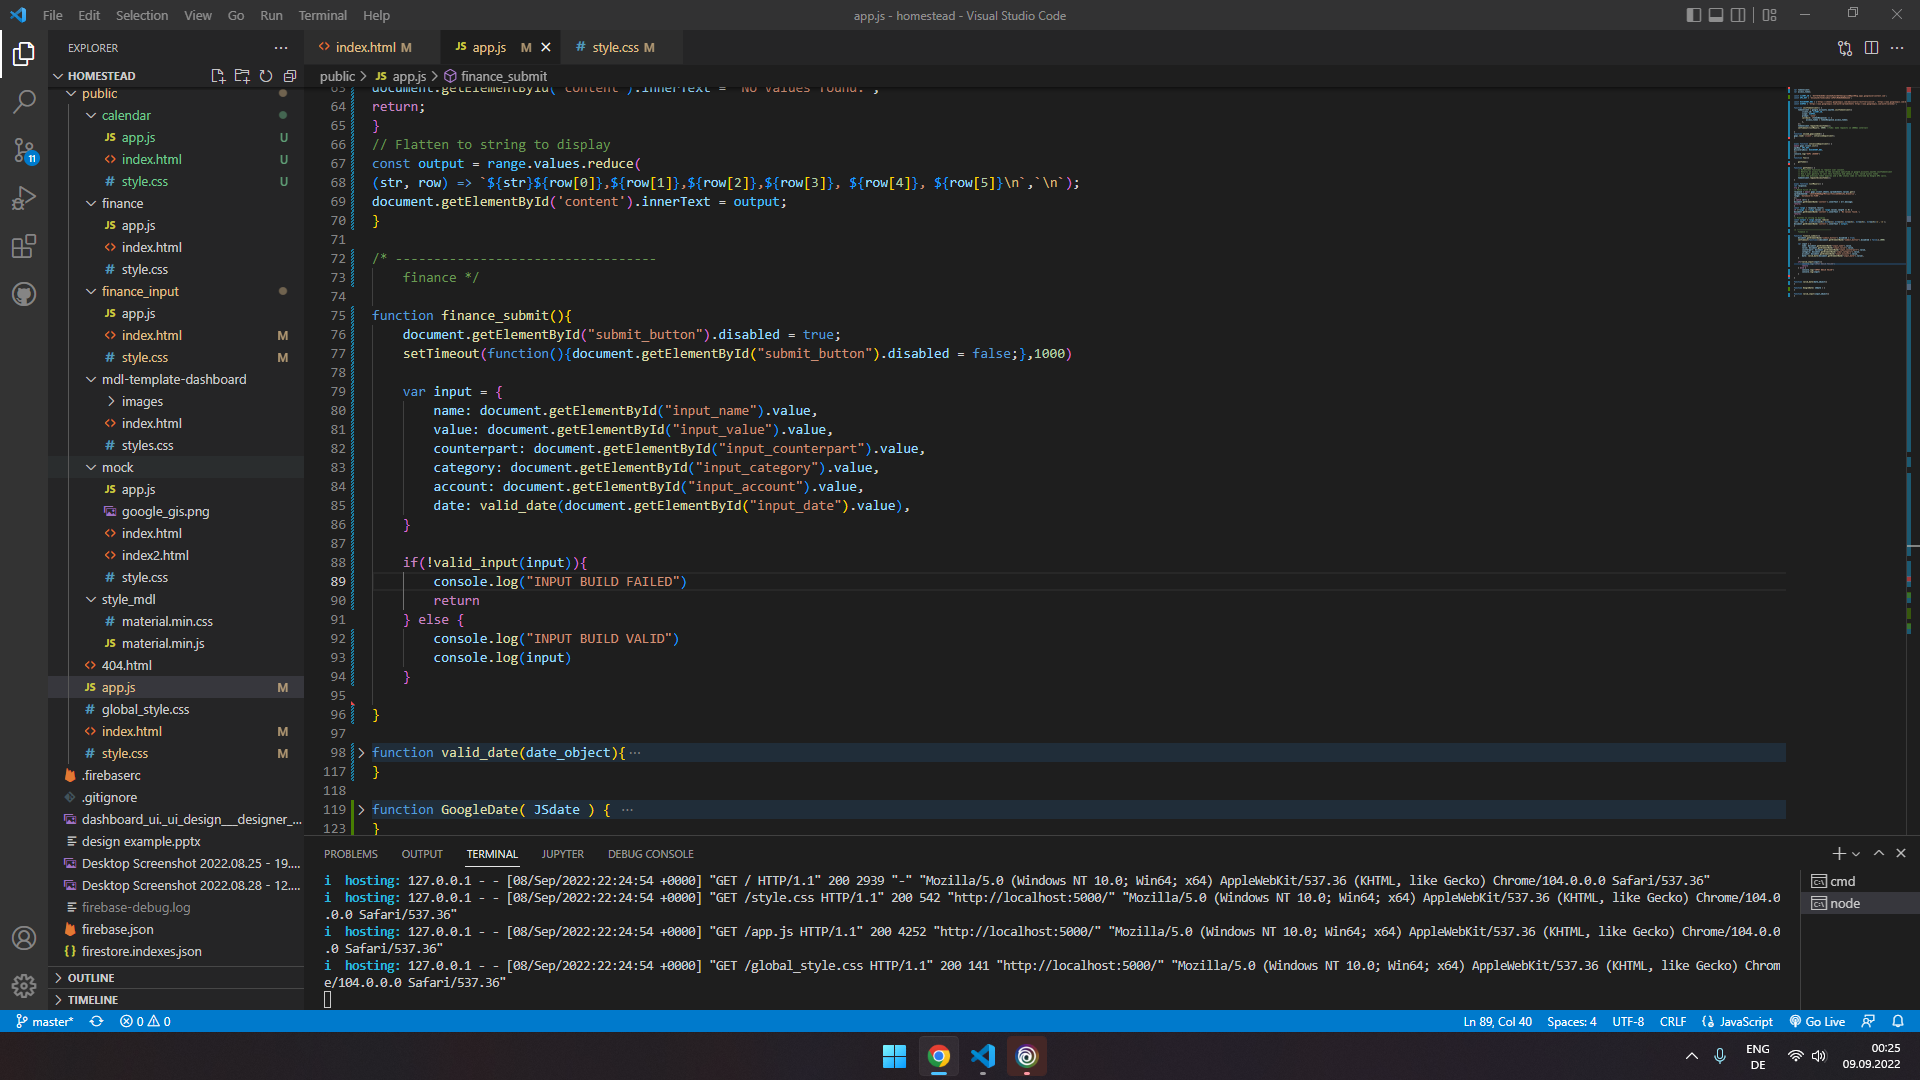 File Edit Selection View Go Run Terminal Help
app.js - homestead - Visual Studio Code
EXPLORER
HOMESTEAD
public
calendar
app.js U
index.html U
style.css U
finance
app.js
index.html
style.css
finance_input
app.js
index.html M
style.css M
mdl-template-dashboard
images
index.html
styles.css
mock
app.js
google_gis.png
index.html
index2.html
style.css
style_mdl
material.min.css
material.min.js
404.html
app.js M
global_style.css
index.html M
style.css M
.firebaserc
.gitignore
dashboard_ui._ui_design___designer_...
design example.pptx
Desktop Screenshot 2022.08.25 - 19....
Desktop Screenshot 2022.08.28 - 12....
firebase-debug.log
firebase.json
firestore.indexes.json
OUTLINE
TIMELINE
index.html M app.js M style.css M
public > JS app.js > finance_submit
63 document.getElementById('content').innerText = 'No values found.';
64 return;
65 }
66 // Flatten to string to display
67 const output = range.values.reduce(
68 (str, row) => `${str}${row[0]},${row[1]},${row[2]},${row[3]}, ${row[4]}, ${row[5]}\n`,`\n`);
69 document.getElementById('content').innerText = output;
70 }
71
72 /* ----------------------------------
73 finance */
74
75 function finance_submit(){
76 document.getElementById("submit_button").disabled = true;
77 setTimeout(function(){document.getElementById("submit_button").disabled = false;},1000)
78
79 var input = {
80 name: document.getElementById("input_name").value,
81 value: document.getElementById("input_value").value,
82 counterpart: document.getElementById("input_counterpart").value,
83 category: document.getElementById("input_category").value,
84 account: document.getElementById("input_account").value,
85 date: valid_date(document.getElementById("input_date").value),
86 }
87
88 if(!valid_input(input)){
89 console.log("INPUT BUILD FAILED")
90 return
91 } else {
92 console.log("INPUT BUILD VALID")
93 console.log(input)
94 }
95
96 }
97
98 function valid_date(date_object){ ...
117 }
118
119 function GoogleDate( JSdate ) { ...
123 }
PROBLEMS OUTPUT TERMINAL JUPYTER DEBUG CONSOLE
i hosting: 127.0.0.1 - - [08/Sep/2022:22:24:54 +0000] "GET / HTTP/1.1" 200 2939 "-" "Mozilla/5.0 (Windows NT 10.0; Win64; x64) AppleWebKit/537.36 (KHTML, like Gecko) Chrome/104.0.0.0 Safari/537.36"
i hosting: 127.0.0.1 - - [08/Sep/2022:22:24:54 +0000] "GET /style.css HTTP/1.1" 200 542 "http://localhost:5000/" "Mozilla/5.0 (Windows NT 10.0; Win64; x64) AppleWebKit/537.36 (KHTML, like Gecko) Chrome/104.0
.0.0 Safari/537.36"
i hosting: 127.0.0.1 - - [08/Sep/2022:22:24:54 +0000] "GET /app.js HTTP/1.1" 200 4252 "http://localhost:5000/" "Mozilla/5.0 (Windows NT 10.0; Win64; x64) AppleWebKit/537.36 (KHTML, like Gecko) Chrome/104.0.0
.0 Safari/537.36"
i hosting: 127.0.0.1 - - [08/Sep/2022:22:24:54 +0000] "GET /global_style.css HTTP/1.1" 200 141 "http://localhost:5000/" "Mozilla/5.0 (Windows NT 10.0; Win64; x64) AppleWebKit/537.36 (KHTML, like Gecko) Chrom
e/104.0.0.0 Safari/537.36"
cmd
node
master* 0 0
Ln 89, Col 40 Spaces: 4 UTF-8 CRLF JavaScript Go Live
11
ENG
DE
00:25
09.09.2022